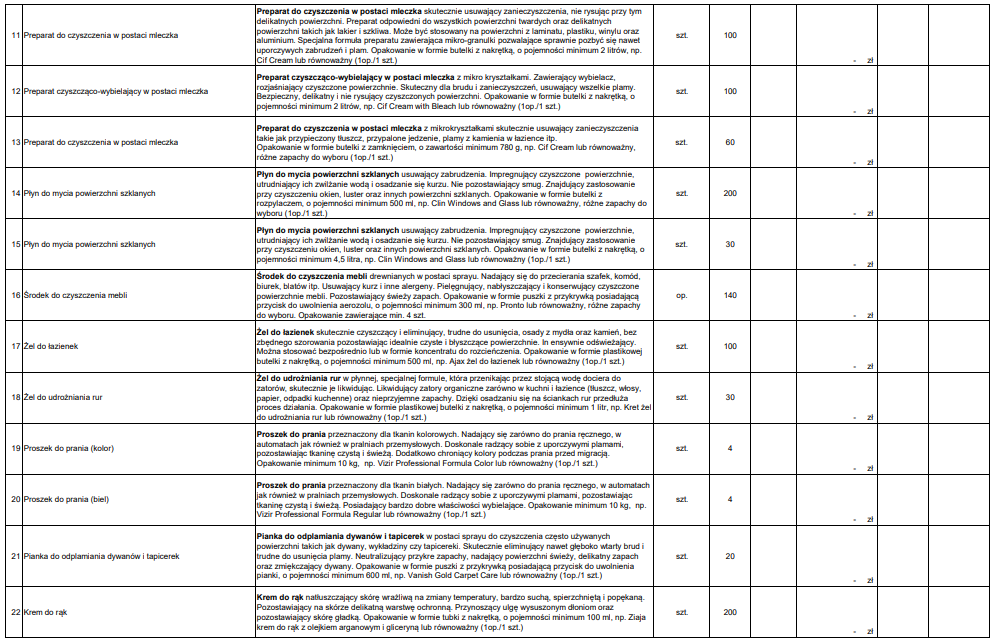 11 Preparat do czyszczenia w postaci mleczka
Preparat do czyszczenia w postaci mleczka skutecznie usuwający zanieczyszczenia, nie rysując przy tym
delikatnych powierzchni. Preparat odpowiedni do wszystkich powierzchni twardych oraz delikatnych
powierzchni takich jak lakier i szkliwa. Może być stosowany na powierzchni z laminatu, plastiku, winylu oraz
aluminium. Specjalna formuła preparatu zawierająca mikro-granulki pozwalające sprawnie pozbyć się nawet
uporczywych zabrudzeń i plam. Opakowanie w formie butelki z nakrętką, o pojemności minimum 2 litrów, np.
Cif Cream lub równoważny (1op./1 szt.)
szt. 100 - zł
12 Preparat czyszcząco-wybielający w postaci mleczka
Preparat czyszcząco-wybielający w postaci mleczka z mikro kryształkami. Zawierający wybielacz,
rozjaśniający czyszczone powierzchnie. Skuteczny dla brudu i zanieczyszczeń, usuwający wszelkie plamy.
Bezpieczny, delikatny i nie rysujący czyszczonych powierzchni. Opakowanie w formie butelki z nakrętką, o
pojemności minimum 2 litrów, np. Cif Cream with Bleach lub równoważny (1op./1 szt.)
szt. 100 - zł
13 Preparat do czyszczenia w postaci mleczka
Preparat do czyszczenia w postaci mleczka z mikrokryształkami skutecznie usuwający zanieczyszczenia
takie jak przypieczony tłuszcz, przypalone jedzenie, plamy z kamienia w łazience itp.
Opakowanie w formie butelki z zamknięciem, o zawartości minimum 780 g, np. Cif Cream lub równoważny,
różne zapachy do wyboru (1op./1 szt.)
szt. 60 - zł
14 Płyn do mycia powierzchni szklanych
Płyn do mycia powierzchni szklanych usuwający zabrudzenia. Impregnujący czyszczone powierzchnie,
utrudniający ich zwilżanie wodą i osadzanie się kurzu. Nie pozostawiający smug. Znajdujący zastosowanie
przy czyszczeniu okien, luster oraz innych powierzchni szklanych. Opakowanie w formie butelki z
rozpylaczem, o pojemności minimum 500 ml, np. Clin Windows and Glass lub równoważny, różne zapachy do
wyboru (1op./1 szt.)
szt. 200 - zł
15 Płyn do mycia powierzchni szklanych
Płyn do mycia powierzchni szklanych usuwający zabrudzenia. Impregnujący czyszczone powierzchnie,
utrudniający ich zwilżanie wodą i osadzanie się kurzu. Nie pozostawiający smug. Znajdujący zastosowanie
przy czyszczeniu okien, luster oraz innych powierzchni szklanych. Opakowanie w formie butelki z nakrętką, o
pojemności minimum 4,5 litra, np. Clin Windows and Glass lub równoważny (1op./1 szt.)
szt. 30 - zł
16 Środek do czyszczenia mebli
Środek do czyszczenia mebli drewnianych w postaci sprayu. Nadający się do przecierania szafek, komód,
biurek, blatów itp. Usuwający kurz i inne alergeny. Pielęgnujący, nabłyszczający i konserwujący czyszczone
powierzchnie mebli. Pozostawiający świeży zapach. Opakowanie w formie puszki z przykrywką posiadającą
przycisk do uwolnienia aerozolu, o pojemności minimum 300 ml, np. Pronto lub równoważny, różne zapachy
do wyboru. Opakowanie zawierające min. 4 szt.
op. 140 - zł
17 Żel do łazienek
Żel do łazienek skutecznie czyszczący i eliminujący, trudne do usunięcia, osady z mydła oraz kamień, bez
zbędnego szorowania pozostawiając idealnie czyste i błyszczące powierzchnie. In ensywnie odświeżający.
Można stosować bezpośrednio lub w formie koncentratu do rozcieńczenia. Opakowanie w formie plastikowej
butelki z nakrętką, o pojemności minimum 500 ml, np. Ajax żel do łazienek lub równoważny (1op./1 szt.)
szt. 100 - zł
18 Żel do udrożniania rur
Żel do udrożniania rur w płynnej, specjalnej formule, która przenikając przez stojącą wodę dociera do
zatorów, skutecznie je likwidując. Likwidujący zatory organiczne zarówno w kuchni i łazience (tłuszcz, włosy,
papier, odpadki kuchenne) oraz nieprzyjemne zapachy. Dzięki osadzaniu się na ściankach rur przedłuża
proces działania. Opakowanie w formie plastikowej butelki z nakrętką, o pojemności minimum 1 litr, np. Kret żel
do udrożniania rur lub równoważny (1op./1 szt.)
szt. 30 - zł
19 Proszek do prania (kolor)
Proszek do prania przeznaczony dla tkanin kolorowych. Nadający się zarówno do prania ręcznego, w
automatach jak również w pralniach przemysłowych. Doskonale radzący sobie z uporczywymi plamami,
pozostawiając tkaninę czystą i świeżą. Dodatkowo chroniący kolory podczas prania przed migracją.
Opakowanie minimum 10 kg, np. Vizir Professional Formula Color lub równoważny (1op./1 szt.)
szt. 4 - zł
20 Proszek do prania (biel)
Proszek do prania przeznaczony dla tkanin białych. Nadający się zarówno do prania ręcznego, w automatach
jak również w pralniach przemysłowych. Doskonale radzący sobie z uporczywymi plamami, pozostawiając
tkaninę czystą i świeżą. Posiadający bardzo dobre właściwości wybielające. Opakowanie minimum 10 kg, np.
Vizir Professional Formula Regular lub równoważny (1op./1 szt.)
szt. 4 - zł
21 Pianka do odplamiania dywanów i tapicerek
Pianka do odplamiania dywanów i tapicerek w postaci sprayu do czyszczenia często używanych
powierzchni takich jak dywany, wykładziny czy tapicereki. Skutecznie eliminujący nawet głęboko wtarty brud i
trudne do usunięcia plamy. Neutralizujący przykre zapachy, nadający powierzchni świeży, delikatny zapach
oraz zmiękczający dywany. Opakowanie w formie puszki z przykrywką posiadającą przycisk do uwolnienia
pianki, o pojemności minimum 600 ml, np. Vanish Gold Carpet Care lub równoważny (1op./1 szt.)
szt. 20 - zł
22 Krem do rąk
Krem do rąk natłuszczający skórę wrażliwą na zmiany temperatury, bardzo suchą, spierzchniętą i popękaną.
Pozostawiający na skórze delikatną warstwę ochronną. Przynoszący ulgę wysuszonym dłoniom oraz
pozostawiający skórę gładką. Opakowanie w formie tubki z nakrętką, o pojemności minimum 100 ml, np. Ziaja
krem do rąk z olejkiem arganowym i gliceryną lub równoważny (1op./1 szt.)
szt. 200 - zł